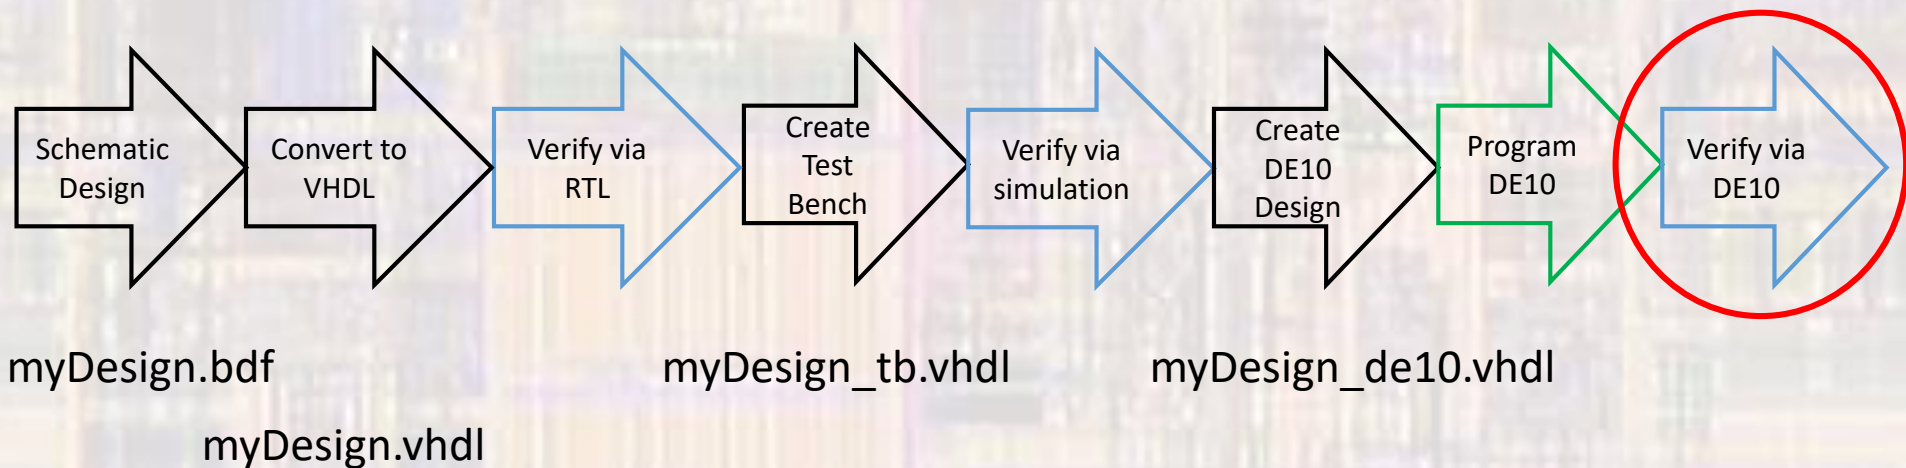 Schematic
Design
Convert to
VHDL
Verify via
RTL
Create
Test
Bench
Verify via
simulation
Create
DE10
Design
Program
DE10
Verify via
DE10
myDesign.bdf
myDesign_tb.vhdl
myDesign_de10.vhdl
myDesign.vhdl